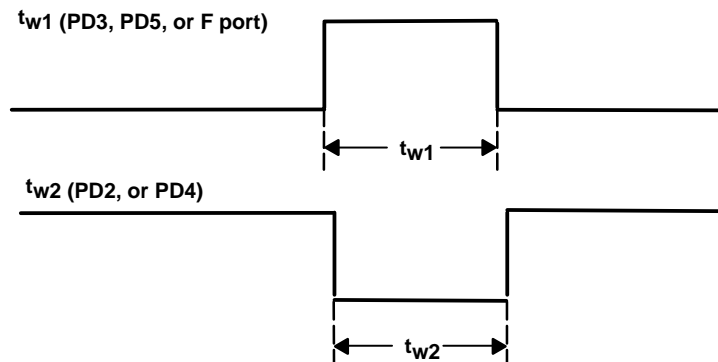 tw1 (PD3, PD5, or F port)
tw1
tw2 (PD2, or PD4)
tw2